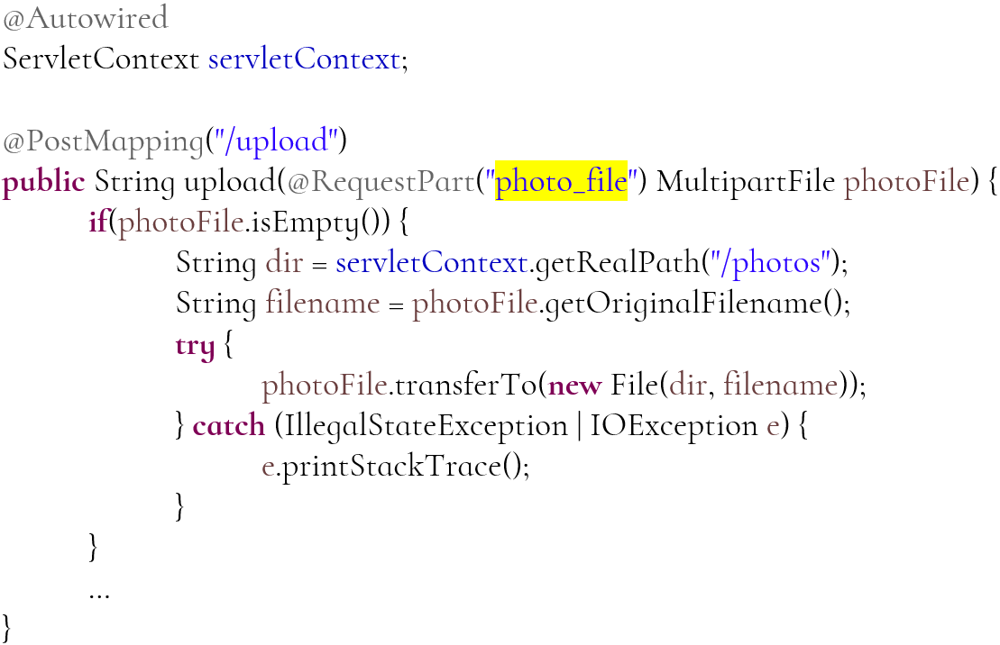 @Autowired
ServletContext servletContext;
@PostMapping("/upload")
public String upload(@RequestPart("photo_file") MultipartFile photoFile) {
if(photoFile.isEmpty()) {
String dir = servletContext.getRealPath("/photos");
String filename = photoFile.getOriginalFilename();
try {
photoFile.transferTo(new File(dir, filename));
} catch (IllegalStateException | IOException e) {
e.printStackTrace();
}
}
...
}